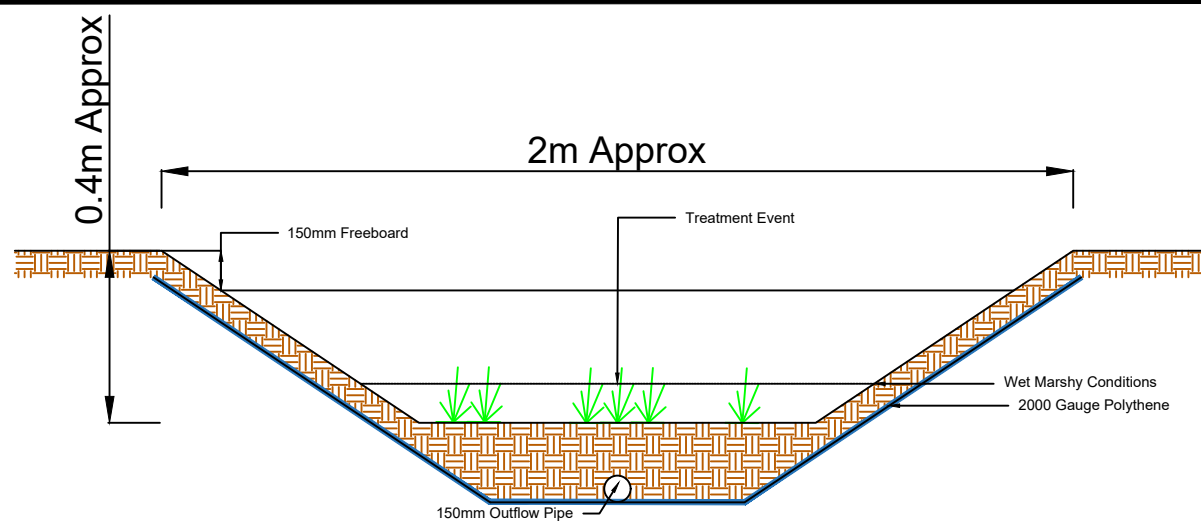 0.4m Approx
2m Approx
Treatment Event
150mm Freeboard
Wet Marshy Conditions
2000 Gauge Polythene
150mm Outflow Pipe